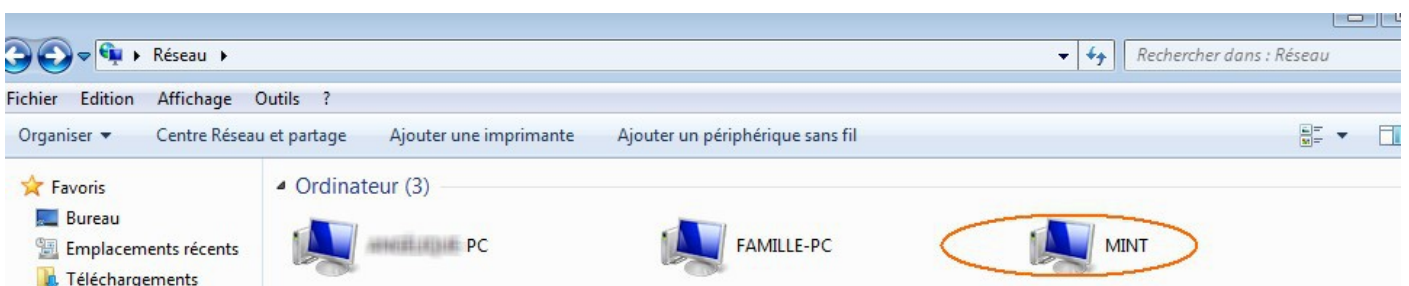 Réseau
Rechercher dans : Réseau
Fichier Edition Affichage Outils ?
Organiser Centre Réseau et partage Ajouter une imprimante Ajouter un périphérique sans fil
Favoris
Bureau
Emplacements récents
Téléchargements
Ordinateur (3)
PC
FAMILLE-PC
MINT